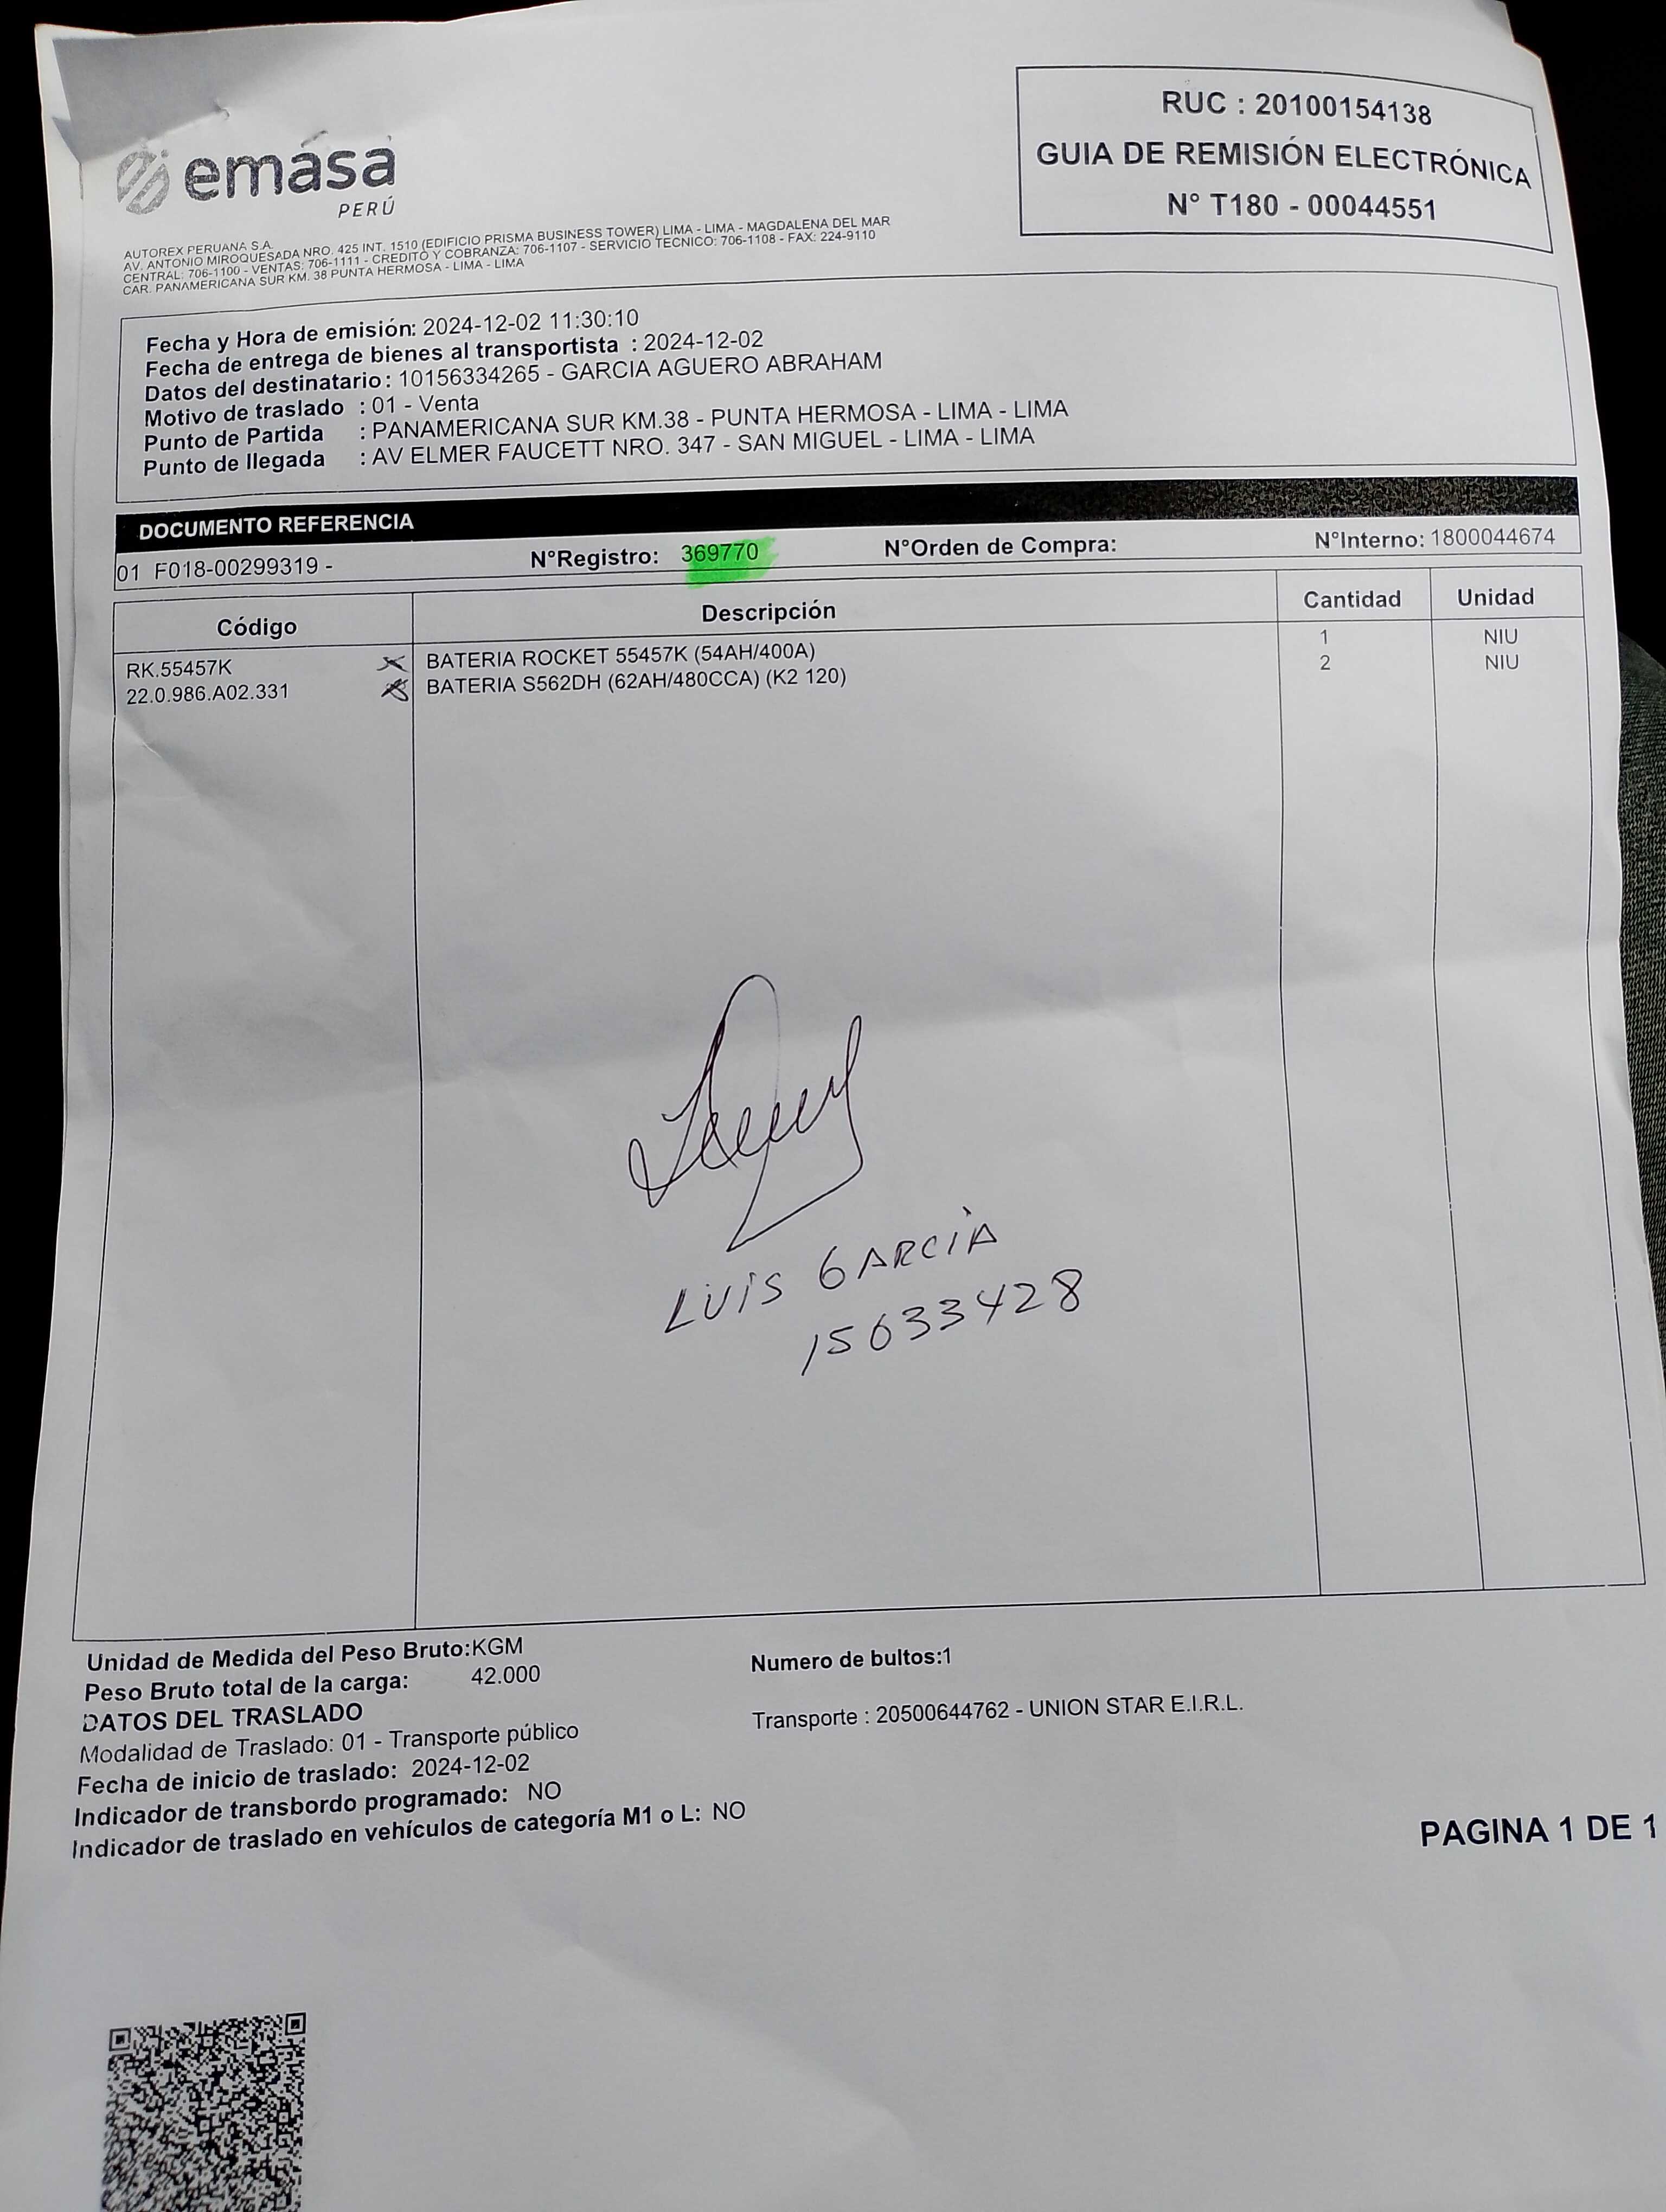 emasa
PERÚ
RUC : 20100154138
GUIA DE REMISIÓN ELECTRÓNICA
N° T180 - 00044551
AUTOREX PERUANA S.A.
AV. ANTONIO MIROQUESADA NRO. 425 INT. 1510 (EDIFICIO PRISMA BUSINESS TOWER) LIMA - LIMA - MAGDALENA DEL MAR
CENTRAL: 706-1100 - VENTAS: 706-1111 - CREDITO Y COBRANZA: 706-1107 - SERVICIO TECNICO: 706-1108 - FAX: 224-9110
CAR. PANAMERICANA SUR KM. 38 PUNTA HERMOSA - LIMA - LIMA
Fecha y Hora de emisión: 2024-12-02 11:30:10
Fecha de entrega de bienes al transportista : 2024-12-02
Datos del destinatario: 10156334265 - GARCIA AGUERO ABRAHAM
Motivo de traslado : 01 - Venta
Punto de Partida : PANAMERICANA SUR KM.38 - PUNTA HERMOSA - LIMA - LIMA
Punto de llegada : AV ELMER FAUCETT NRO. 347 - SAN MIGUEL - LIMA - LIMA
DOCUMENTO REFERENCIA
01 F018-00299319 - N°Registro: 369770 N°Orden de Compra: N°Interno: 1800044674
Código Descripción Cantidad Unidad
RK.55457K BATERIA ROCKET 55457K (54AH/400A) 1 NIU
22.0.986.A02.331 BATERIA S562DH (62AH/480CCA) (K2 120) 2 NIU
LUIS GARCIA
15633428
Unidad de Medida del Peso Bruto:KGM
Peso Bruto total de la carga: 42.000
Numero de bultos:1
DATOS DEL TRASLADO
Modalidad de Traslado: 01 - Transporte público
Transporte : 20500644762 - UNION STAR E.I.R.L.
Fecha de inicio de traslado: 2024-12-02
Indicador de transbordo programado: NO
Indicador de traslado en vehículos de categoría M1 o L: NO
PAGINA 1 DE 1